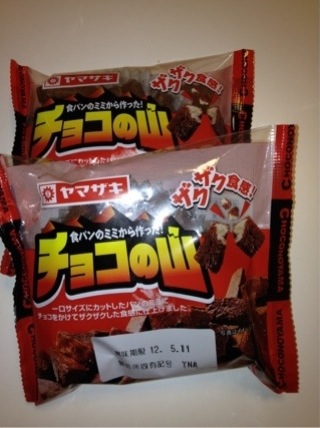 ヤマザキ
ザクザク食感!
食パンのミミから作った!
チョコの山
ヤマザキ
ザクザク食感!
食パンのミミから作った!
チョコの山
一口サイズにカットしたパンの
チョコをかけてザクザクした食感に仕上げました。
12. 5.11
YNA
CHOCONOYAMA